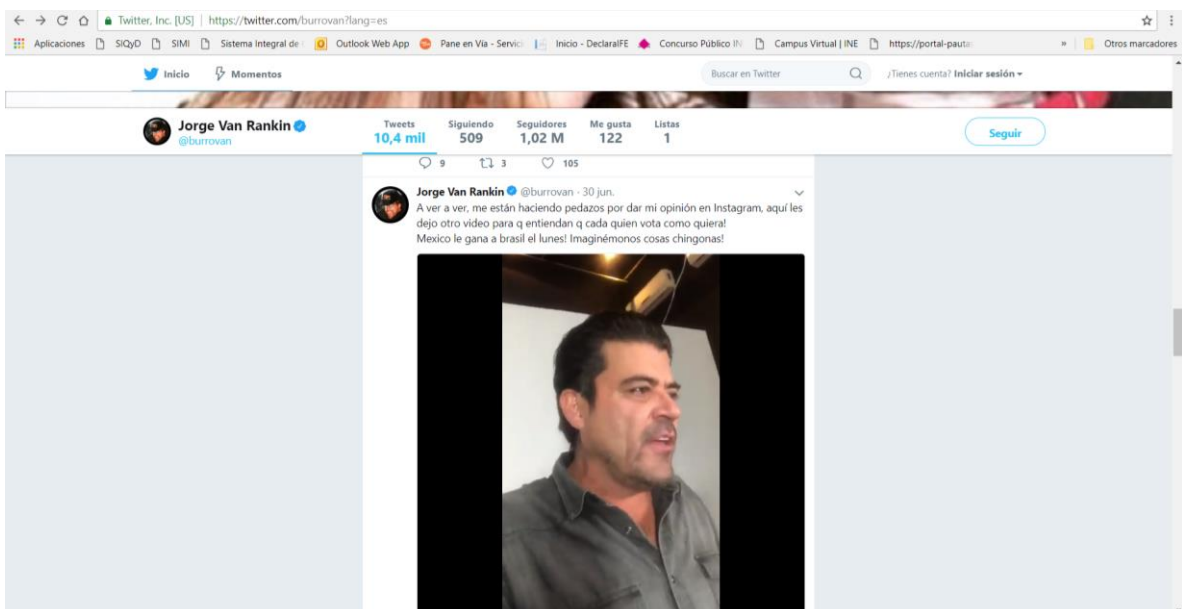 Twitter, Inc. [US] | https://twitter.com/burrovan?lang=es
Aplicaciones SIQyD SIMI Sistema Integral de Outlook Web App Pane en Vía - Servic Inicio - DeclaraIFE Concurso Público IN Campus Virtual | INE https://portal-pauta » Otros marcadores
Inicio Momentos Buscar en Twitter ¿Tienes cuenta? Iniciar sesión
Jorge Van Rankin Tweets Siguiendo Seguidores Me gusta Listas
@burrovan 10,4 mil 509 1,02 M 122 1 Seguir
9 3 105
Jorge Van Rankin @burrovan · 30 jun.
A ver a ver, me están haciendo pedazos por dar mi opinión en Instagram, aquí les
dejo otro video para q entiendan q cada quien vota como quiera!
Mexico le gana a brasil el lunes! Imaginémonos cosas chingonas!